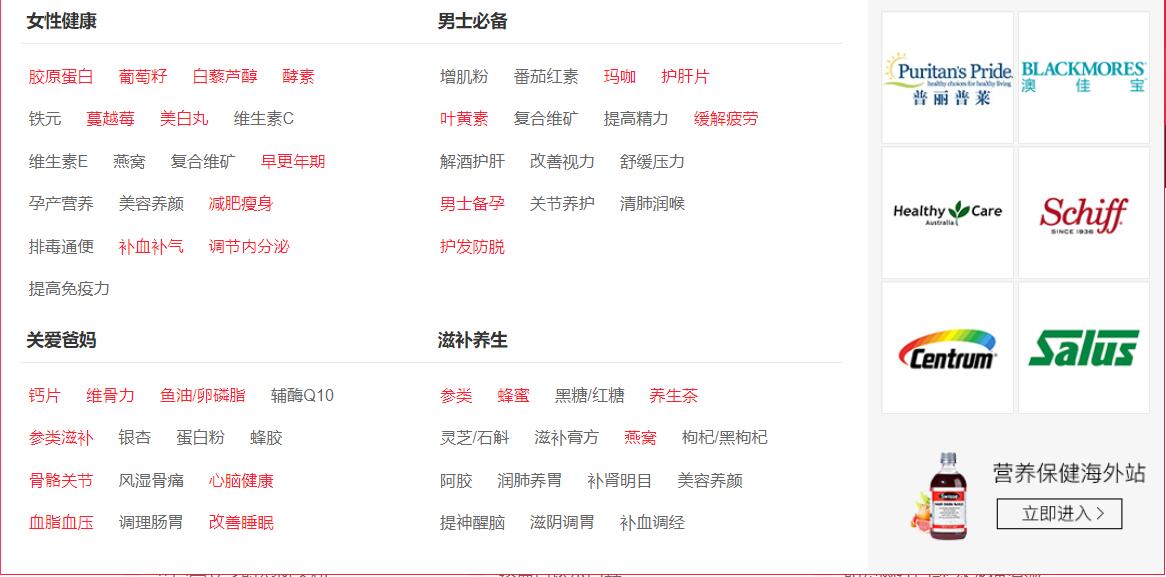 女性健康
胶原蛋白 葡萄籽 白藜芦醇 酵素
铁元 蔓越莓 美白丸 维生素C
维生素E 燕窝 复合维矿 早更年期
孕产营养 美容养颜 减肥瘦身
排毒通便 补血补气 调节内分泌
提高免疫力
男士必备
增肌粉 番茄红素 玛咖 护肝片
叶黄素 复合维矿 提高精力 缓解疲劳
解酒护肝 改善视力 舒缓压力
男士备孕 关节养护 清肺润喉
护发防脱
关爱爸妈
钙片 维骨力 鱼油/卵磷脂 辅酶Q10
参类滋补 银杏 蛋白粉 蜂胶
骨骼关节 风湿骨痛 心脑健康
血脂血压 调理肠胃 改善睡眠
滋补养生
参类 蜂蜜 黑糖/红糖 养生茶
灵芝/石斛 滋补膏方 燕窝 枸杞/黑枸杞
阿胶 润肺养胃 补肾明目 美容养颜
提神醒脑 滋阴调胃 补血调经
Puritan's Pride
healthy choices for healthy living
普丽普莱
BLACKMORES
澳佳宝
Healthy Care
Australia
Schiff
SINCE 1936
Centrum
Salus
营养保健海外站
立即进入 >